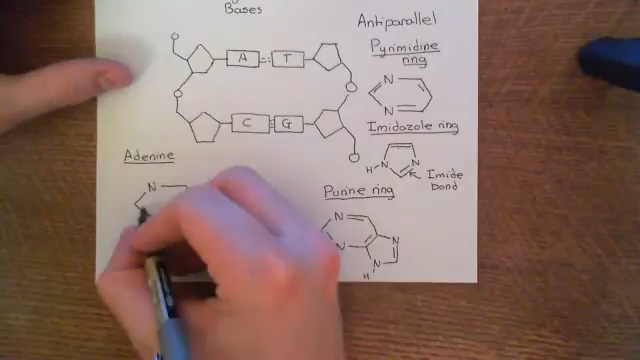 Bases
Antiparallel
A T
C G
Pyrimidine
ring
N
N
Imidazole ring
H N N
Imide
bond
Adenine
N
Purine ring
N
N
N
N
H